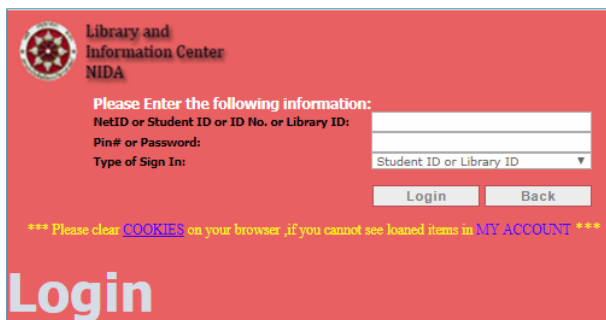 Library and
Information Center
NIDA
Please Enter the following information:
NetID or Student ID or ID No. or Library ID:
Pin# or Password:
Type of Sign In: Student ID or Library ID
Login Back
*** Please clear COOKIES on your browser ,if you cannot see loaned items in MY ACCOUNT ***
Login